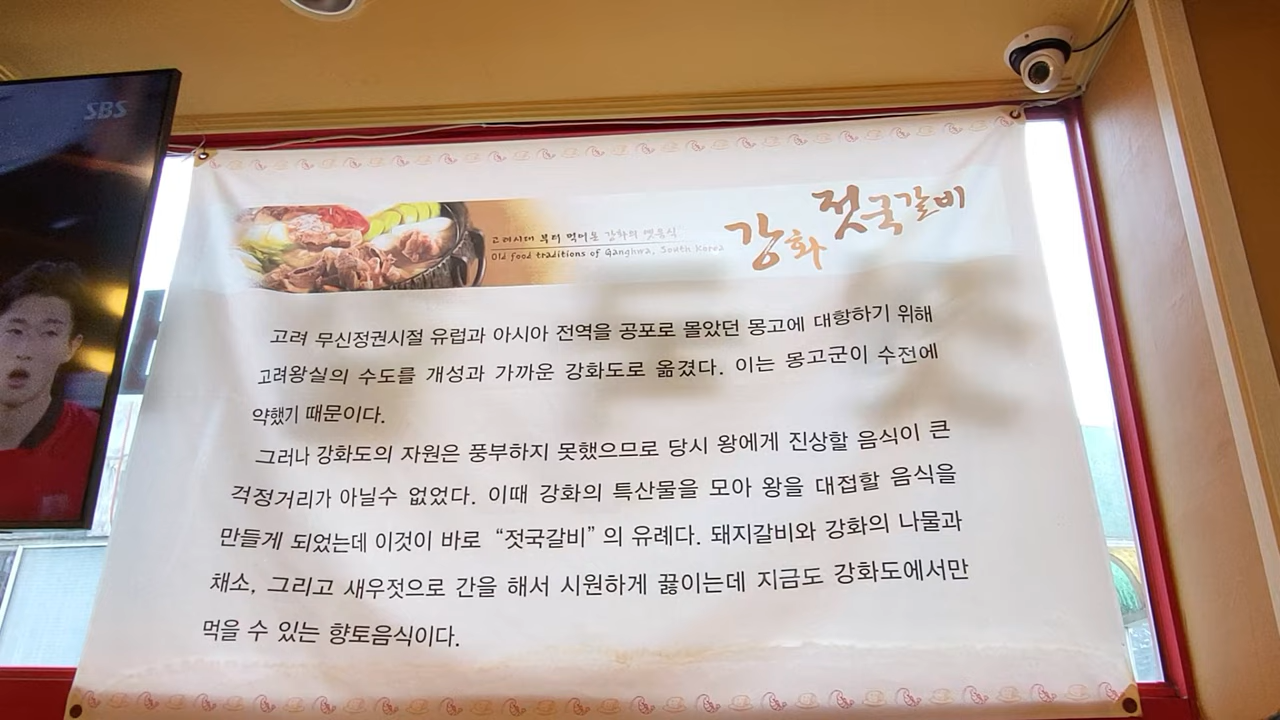 SBS
고려시대 부터 먹어온 강화의 옛음식
Old food traditions of Ganghwa, South Korea
강화 젓국갈비
고려 무신정권시절 유럽과 아시아 전역을 공포로 몰았던 몽고에 대항하기 위해
고려왕실의 수도를 개성과 가까운 강화도로 옮겼다. 이는 몽고군이 수전에
약했기 때문이다.
그러나 강화도의 자원은 풍부하지 못했으므로 당시 왕에게 진상할 음식이 큰
걱정거리가 아닐수 없었다. 이때 강화의 특산물을 모아 왕을 대접할 음식을
만들게 되었는데 이것이 바로 “젓국갈비” 의 유례다. 돼지갈비와 강화의 나물과
채소, 그리고 새우젓으로 간을 해서 시원하게 끓이는데 지금도 강화도에서만
먹을 수 있는 향토음식이다.